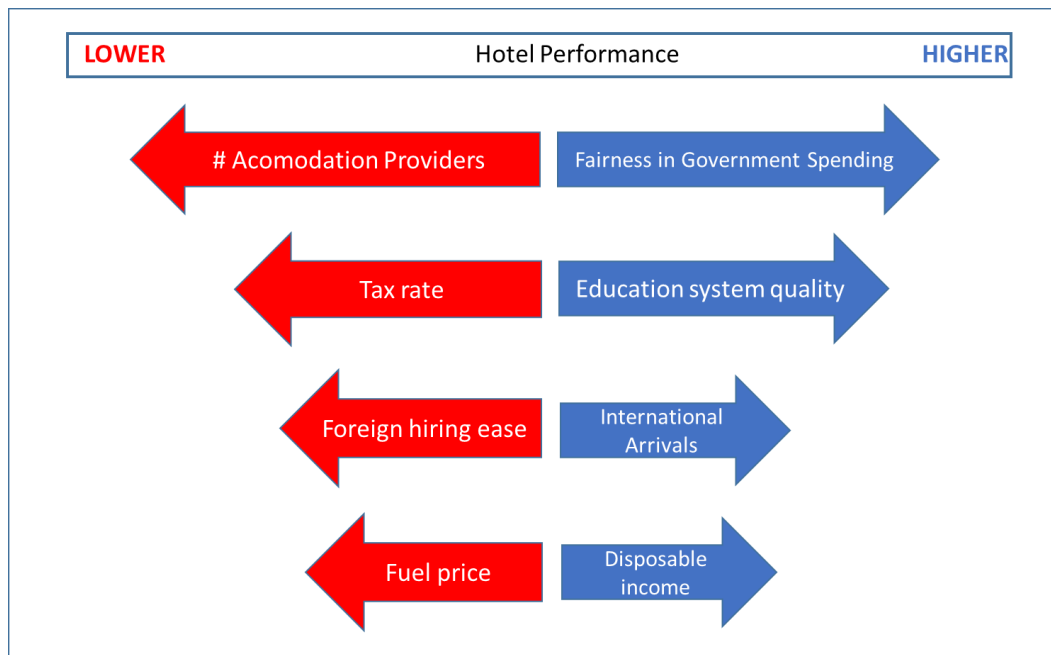 LOWER Hotel Performance HIGHER
# Acomodation Providers
Fairness in Government Spending
Tax rate
Education system quality
Foreign hiring ease
International
Arrivals
Fuel price
Disposable
income